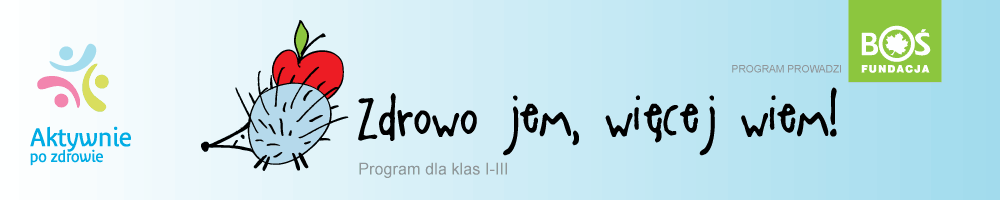 Aktywnie
po zdrowie
Zdrowo jem, więcej wiem!
Program dla klas I-III
PROGRAM PROWADZI
BOŚ
FUNDACJA